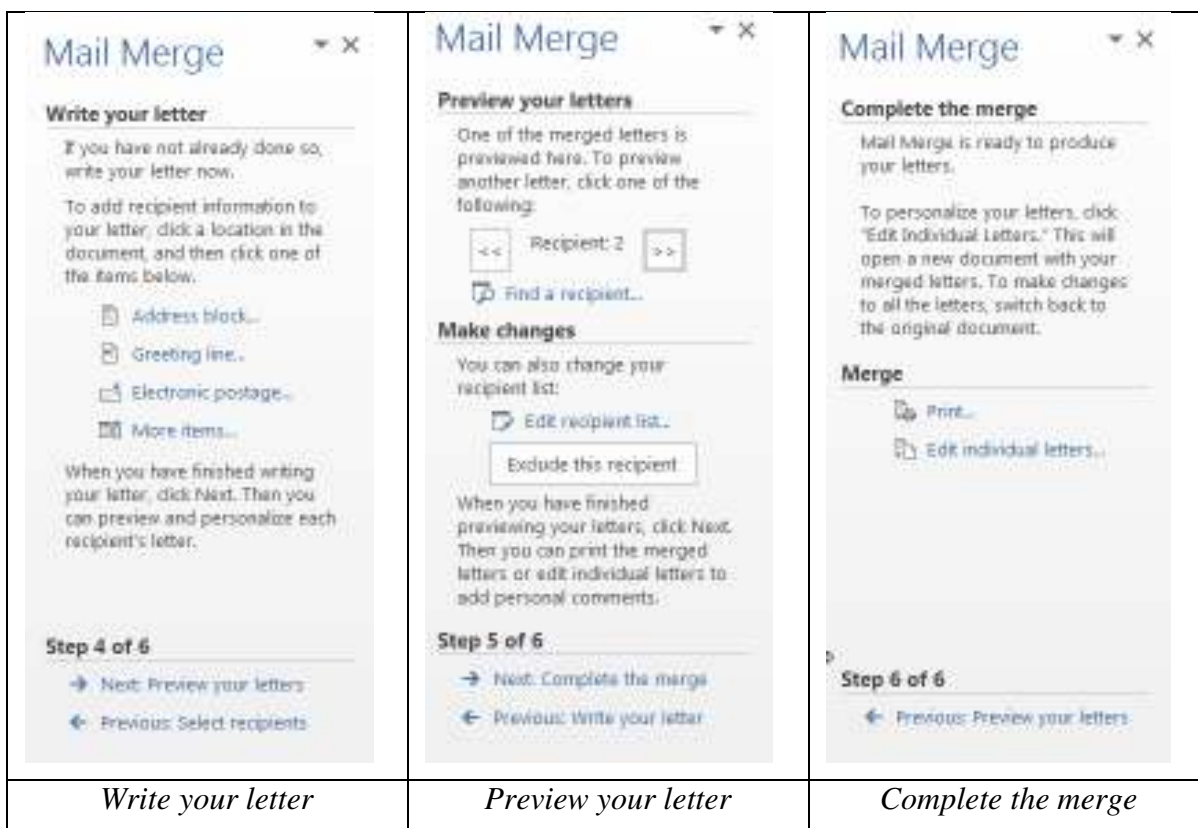 Mail Merge
Write your letter
If you have not already done so,
write your letter now.
To add recipient information to
your letter, click a location in the
document, and then click one of
the items below.
Address block...
Greeting line...
Electronic postage...
More items...
When you have finished writing
your letter, click Next. Then you
can preview and personalize each
recipient's letter.
Step 4 of 6
Next: Preview your letters
Previous: Select recipients
Write your letter
Mail Merge
Preview your letters
One of the merged letters is
previewed here. To preview
another letter, click one of the
following:
<< Recipient: 2 >>
Find a recipient...
Make changes
You can also change your
recipient list:
Edit recipient list...
Exclude this recipient
When you have finished
previewing your letters, click Next.
Then you can print the merged
letters or edit individual letters to
add personal comments.
Step 5 of 6
Next: Complete the merge
Previous: Write your letter
Preview your letter
Mail Merge
Complete the merge
Mail Merge is ready to produce
your letters.
To personalize your letters, click
"Edit Individual Letters." This will
open a new document with your
merged letters. To make changes
to all the letters, switch back to
the original document.
Merge
Print...
Edit individual letters...
Step 6 of 6
Previous: Preview your letters
Complete the merge